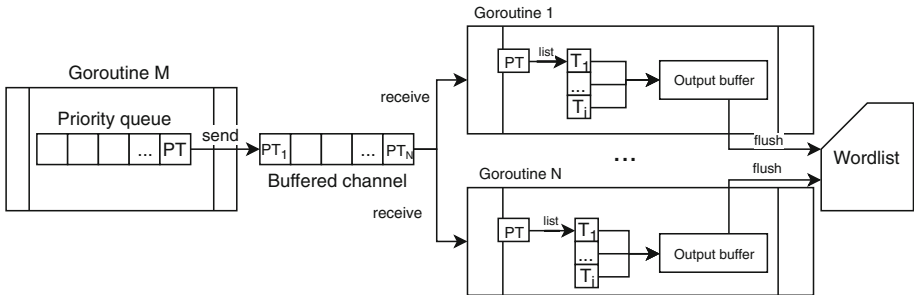 Goroutine 1
PT
list
T1
...
Ti
Output buffer
flush
Goroutine M
Priority queue
... PT
send
PT1 ... PTN
Buffered channel
receive
receive
...
Wordlist
Goroutine N
flush
PT
list
T1
...
Ti
Output buffer